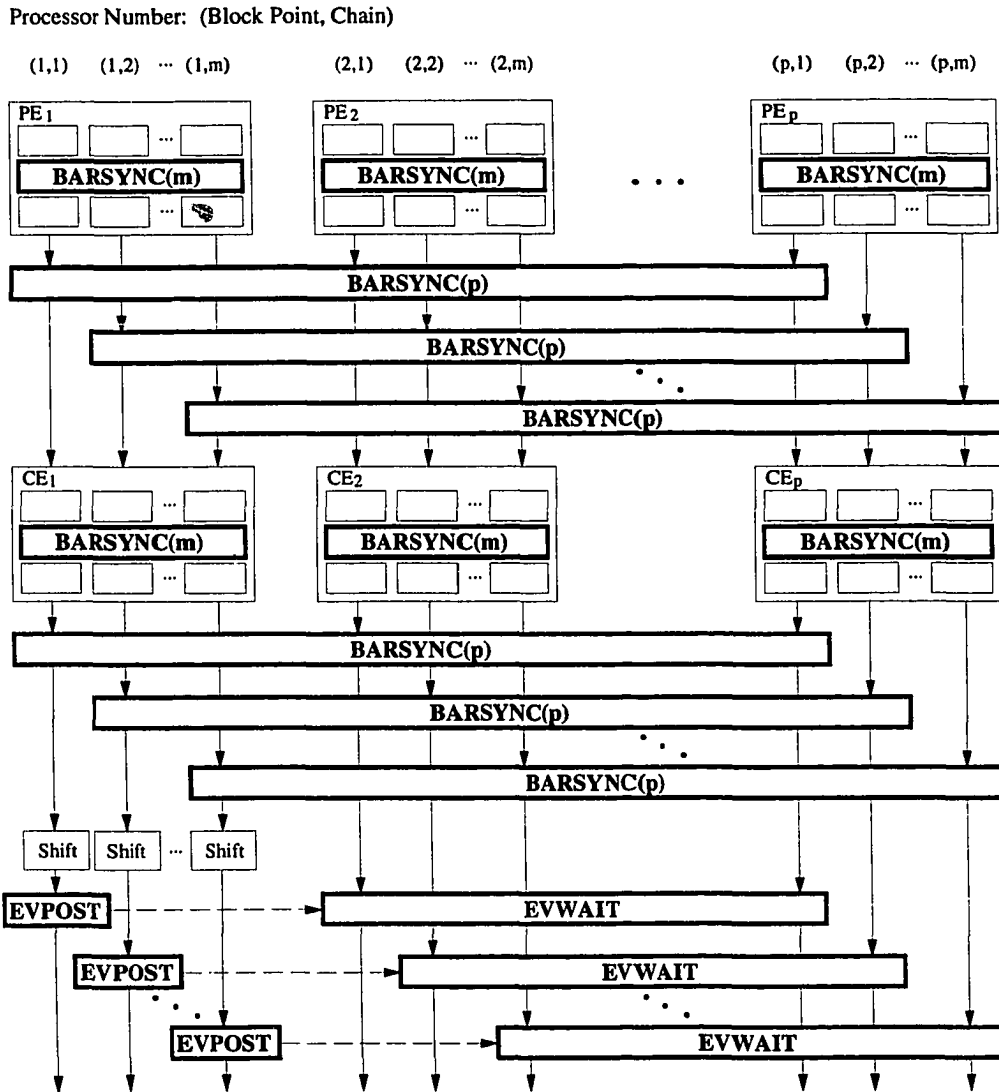 Processor Number: (Block Point, Chain)
(1,1) (1,2) ... (1,m) (2,1) (2,2) ... (2,m) (p,1) (p,2) ... (p,m)
PE1 PE2 PEp
... ... ...
BARSYNC(m) BARSYNC(m) . . . BARSYNC(m)
... ... ...
BARSYNC(p)
BARSYNC(p)
BARSYNC(p)
CE1 CE2 CEp
... ... ...
BARSYNC(m) BARSYNC(m) BARSYNC(m)
... ... ...
BARSYNC(p)
BARSYNC(p)
BARSYNC(p)
Shift Shift ... Shift
EVPOST EVWAIT
EVPOST EVWAIT
EVPOST EVWAIT